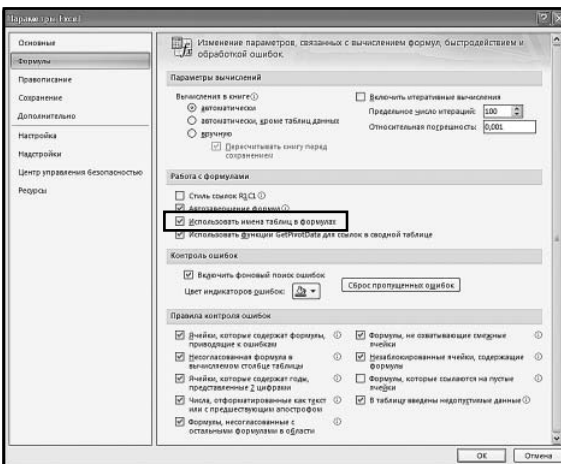 Параметры Excel
Основные
Формулы
Правописание
Сохранение
Дополнительно
Настройка
Надстройки
Центр управления безопасностью
Ресурсы
Изменение параметров, связанных с вычислением формул, быстродействием и
обработкой ошибок.
Параметры вычислений
Вычисления в книге
автоматически
автоматически, кроме таблиц данных
вручную
Пересчитывать книгу перед
сохранением
Включить итеративные вычисления
Предельное число итераций: 100
Относительная погрешность: 0,001
Работа с формулами
Стиль ссылок R1C1
Автозавершение формул
Использовать имена таблиц в формулах
Использовать функции GetPivotData для ссылок в сводной таблице
Контроль ошибок
Включить фоновый поиск ошибок
Цвет индикаторов ошибок:
Сброс пропущенных ошибок
Правила контроля ошибок
Ячейки, которые содержат формулы,
приводящие к ошибкам
Несогласованная формула в
вычисляемом столбце таблицы
Ячейки, которые содержат годы,
представленные 2 цифрами
Числа, отформатированные как текст
или с предшествующим апострофом
Формулы, несогласованные с
остальными формулами в области
Формулы, не охватывающие смежные
ячейки
Незаблокированные ячейки, содержащие
формулы
Формулы, которые ссылаются на пустые
ячейки
В таблицу введены недопустимые данные
ОК
Отмена